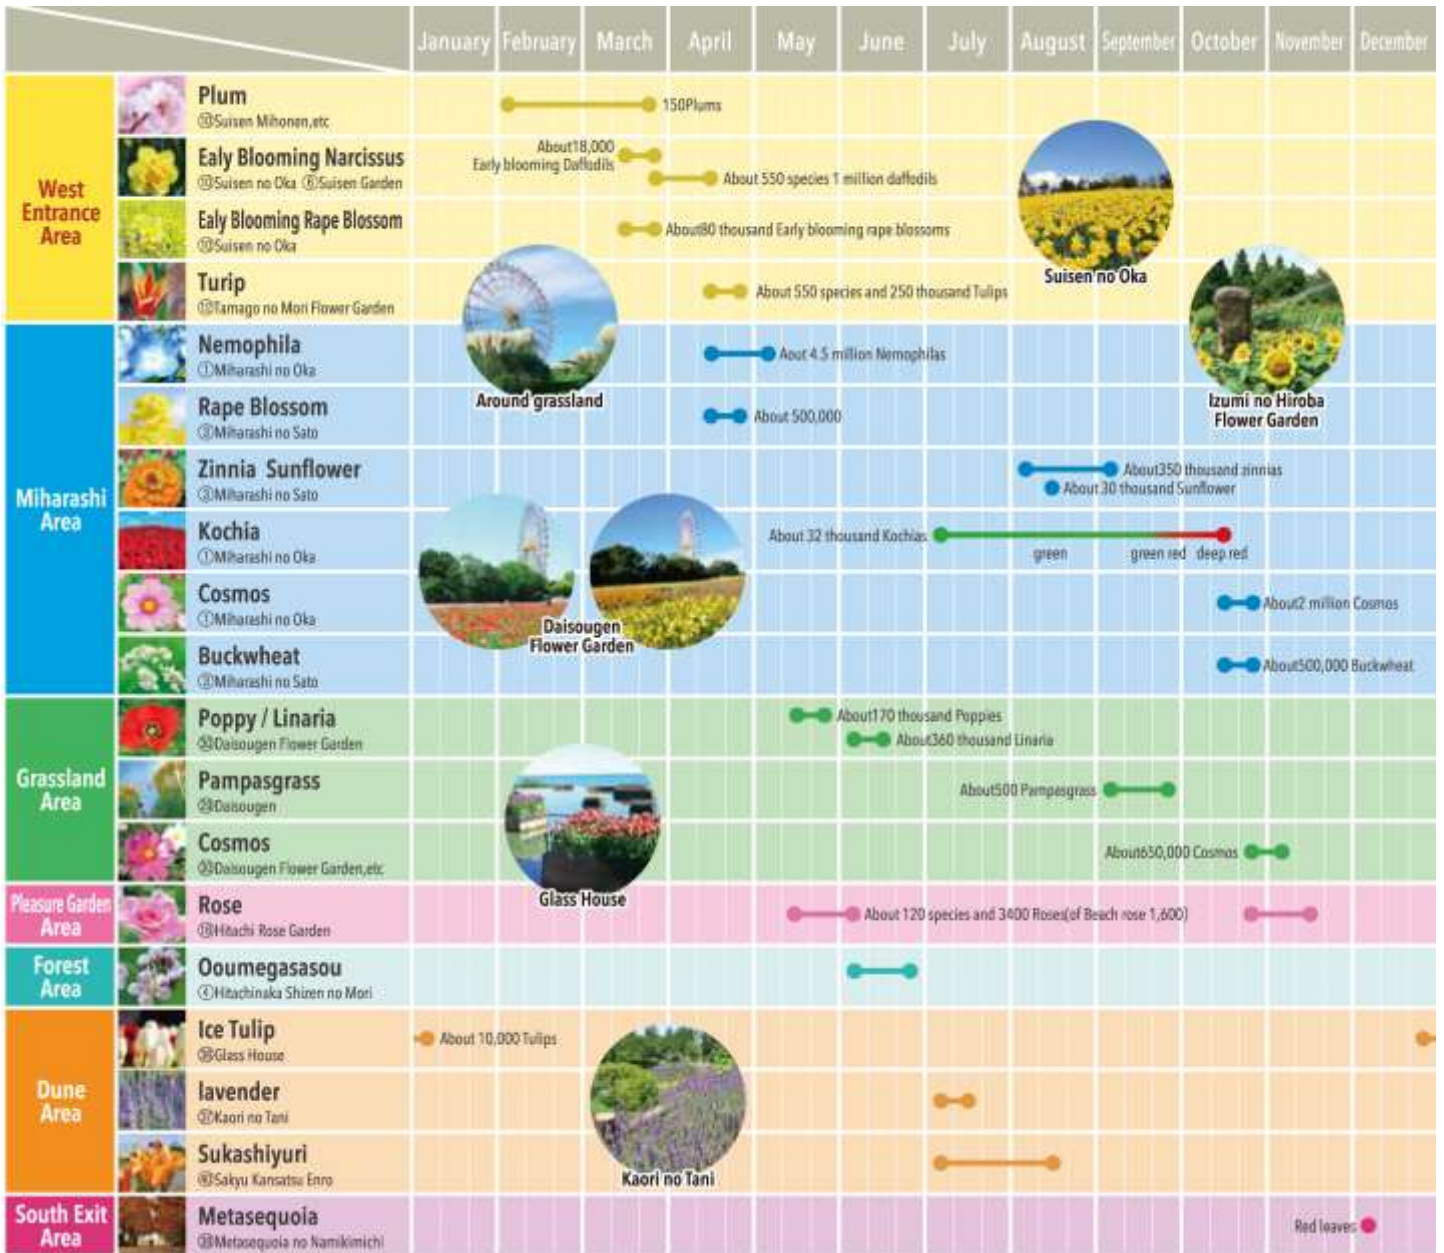 January February March April May June July August September October November December
West
Entrance
Area
Plum
⑩Suisen Mihonen,etc
150Plums
Ealy Blooming Narcissus
⑩Suisen no Oka ⑥Suisen Garden
About18,000
Early blooming Daffodils
About 550 species 1 million daffodils
Ealy Blooming Rape Blossom
⑩Suisen no Oka
About80 thousand Early blooming rape blossoms
Turip
Tamago no Mori Flower Garden
About 550 species and 250 thousand Tulips
Suisen no Oka
Around grassland
Izumi no Hiroba
Flower Garden
Miharashi
Area
Nemophila
①Miharashi no Oka
Aout 4.5 million Nemophilas
Rape Blossom
Miharashi no Sato
About 500,000
Zinnia Sunflower
Miharashi no Sato
About350 thousand zinnias
About 30 thousand Sunflower
Kochia
①Miharashi no Oka
About 32 thousand Kochias
green
green red
deep red
Cosmos
①Miharashi no Oka
About2 million Cosmos
Buckwheat
Miharashi no Sato
About500,000 Buckwheat
Daisougen
Flower Garden
Grassland
Area
Poppy / Linaria
Daisougen Flower Garden
About170 thousand Poppies
About360 thousand Linaria
Pampasgrass
Daisougen
About500 Pampasgrass
Cosmos
Daisougen Flower Garden,etc
About650,000 Cosmos
Glass House
Pleasure Garden
Area
Rose
Hitachi Rose Garden
About 120 species and 3400 Roses(of Beach rose 1,600)
Forest
Area
Ooumegasasou
④Hitachinaka Shizen no Mori
Dune
Area
Ice Tulip
Glass House
About 10,000 Tulips
lavender
Kaori no Tani
Sukashiyuri
Sakyu Kansatsu Enro
Kaori no Tani
South Exit
Area
Metasequoia
Metasequoia no Namikimichi
Red leaves